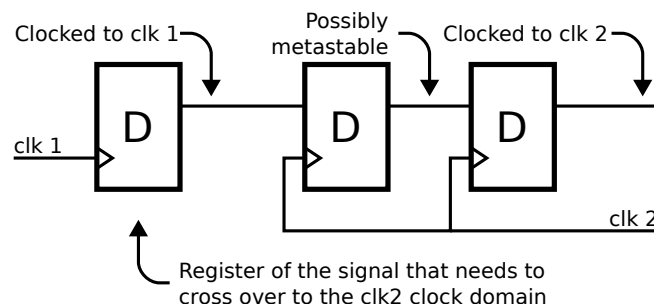 Clocked to clk 1
Possibly
metastable
Clocked to clk 2
D
D
D
clk 1
clk 2
Register of the signal that needs to
cross over to the clk2 clock domain